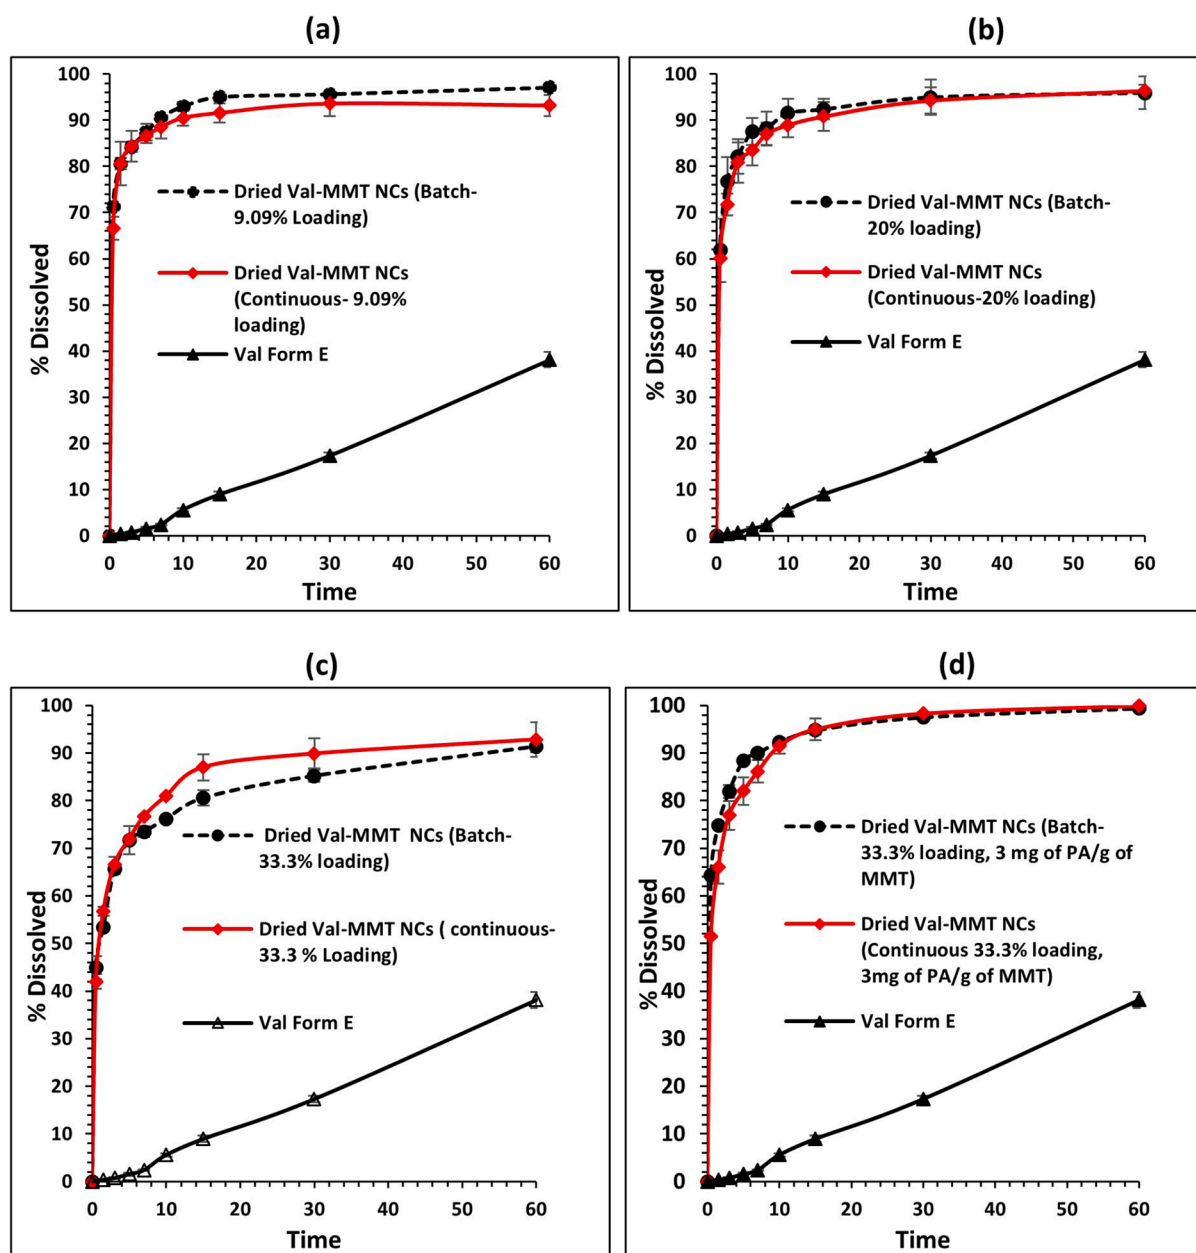 (a)
100
90
80
70
60
50
40
30
20
10
0
% Dissolved
Dried Val-MMT NCs (Batch-
9.09% Loading)
Dried Val-MMT NCs
(Continuous- 9.09%
loading)
Val Form E
0 10 20 30 40 50 60
Time
(b)
100
90
80
70
60
50
40
30
20
10
0
% Dissolved
Dried Val-MMT NCs (Batch-
20% loading)
Dried Val-MMT NCs
(Continuous-20% loading)
Val Form E
0 10 20 30 40 50 60
Time
(c)
100
90
80
70
60
50
40
30
20
10
0
% Dissolved
Dried Val-MMT NCs (Batch-
33.3% loading)
Dried Val-MMT NCs ( continuous-
33.3 % Loading)
Val Form E
0 10 20 30 40 50 60
Time
(d)
100
90
80
70
60
50
40
30
20
10
0
% Dissolved
Dried Val-MMT NCs (Batch-
33.3% loading, 3 mg of PA/g of
MMT)
Dried Val-MMT NCs
(Continuous 33.3% loading,
3mg of PA/g of MMT)
Val Form E
0 10 20 30 40 50 60
Time